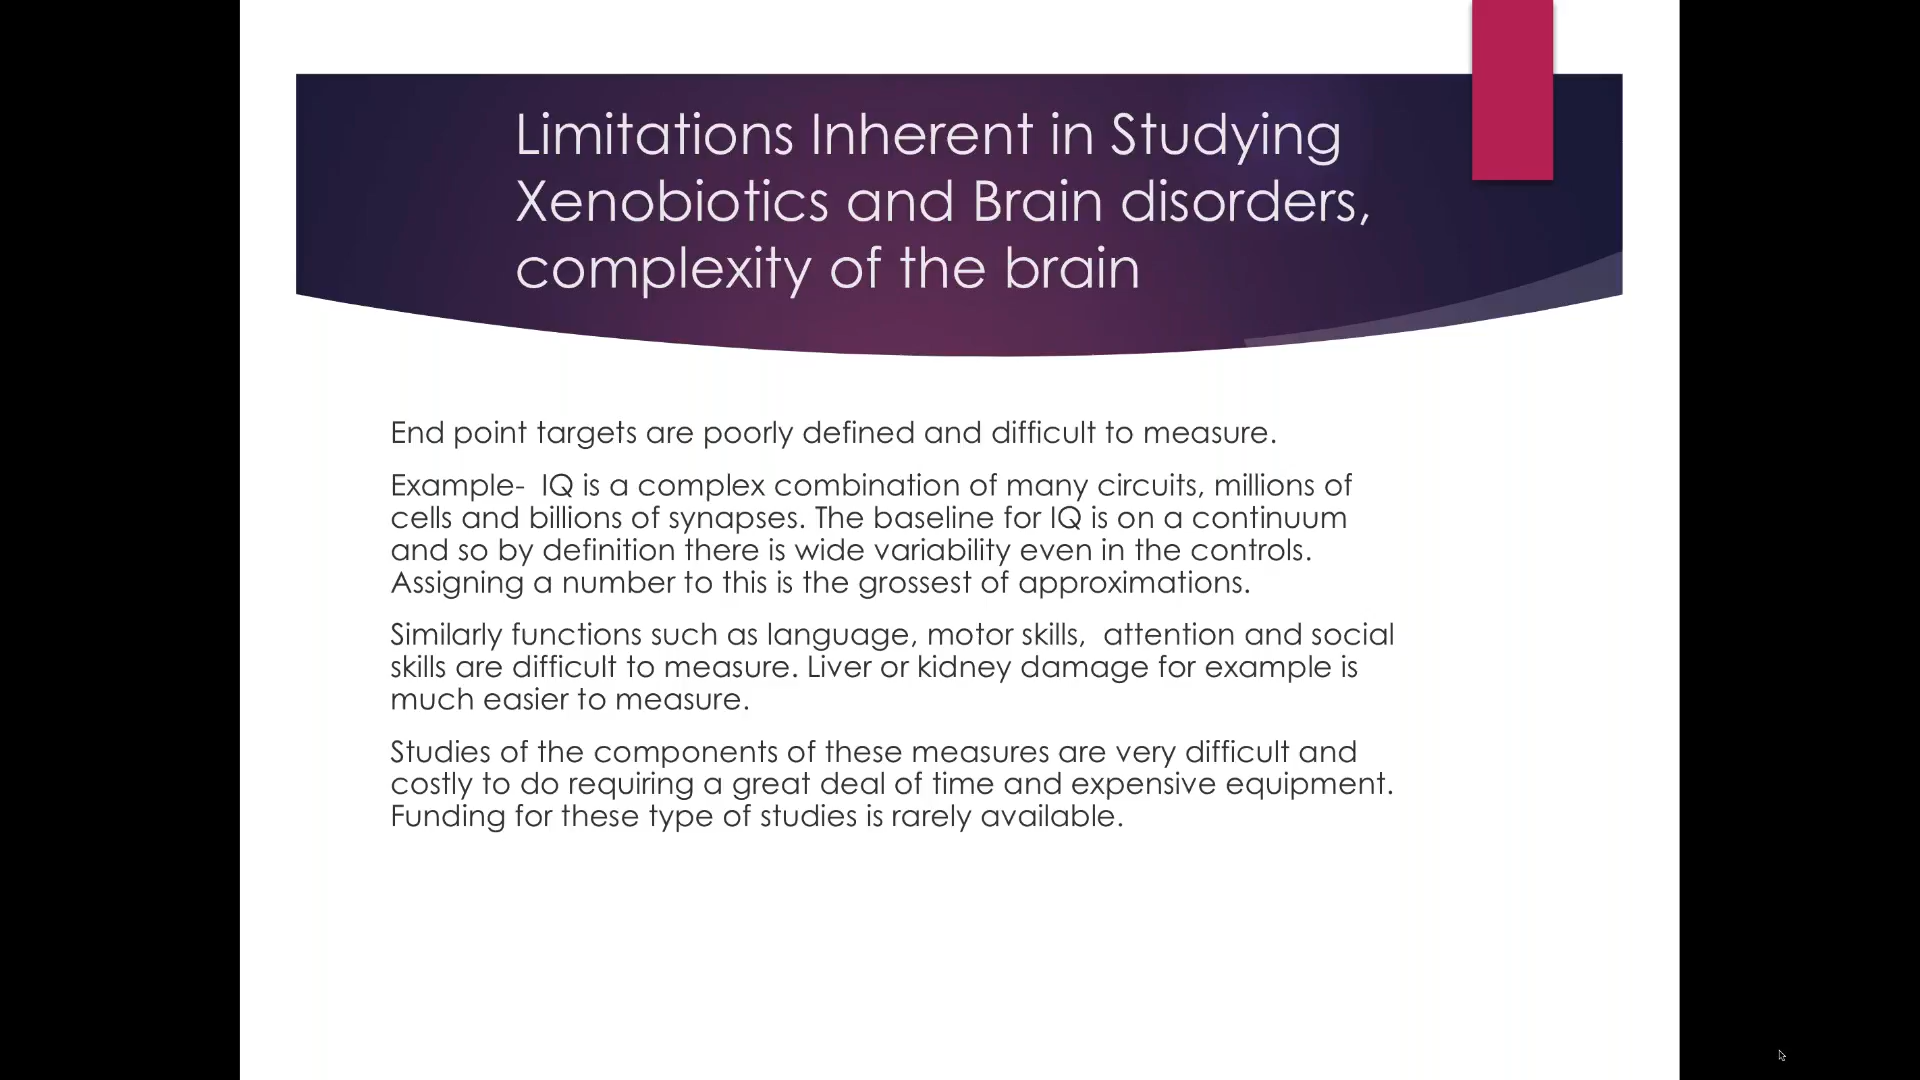 Limitations Inherent in Studying
Xenobiotics and Brain disorders,
complexity of the brain
End point targets are poorly defined and difficult to measure.
Example-  IQ is a complex combination of many circuits, millions of
cells and billions of synapses. The baseline for IQ is on a continuum
and so by definition there is wide variability even in the controls.
Assigning a number to this is the grossest of approximations.
Similarly functions such as language, motor skills,  attention and social
skills are difficult to measure. Liver or kidney damage for example is
much easier to measure.
Studies of the components of these measures are very difficult and
costly to do requiring a great deal of time and expensive equipment.
Funding for these type of studies is rarely available.